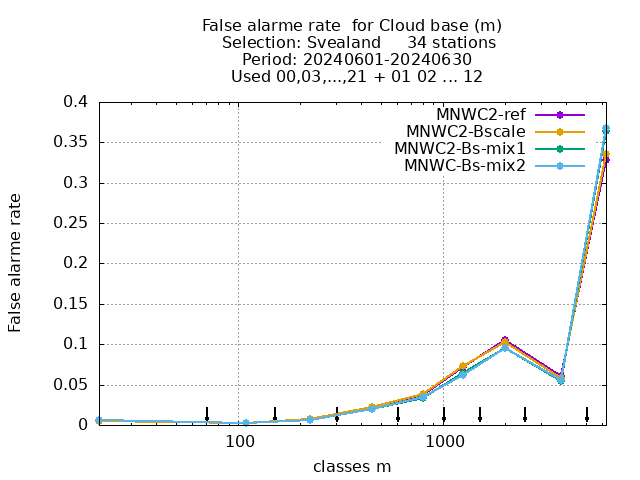 False alarme rate  for Cloud base (m)
Selection: Svealand     34 stations
Period: 20240601-20240630
Used 00,03,...,21 + 01 02 ... 12
MNWC2-ref
MNWC2-Bscale
MNWC2-Bs-mix1
MNWC-Bs-mix2
0.4
0.35
0.3
0.25
0.2
0.15
0.1
0.05
0
False alarme rate
100
1000
classes m